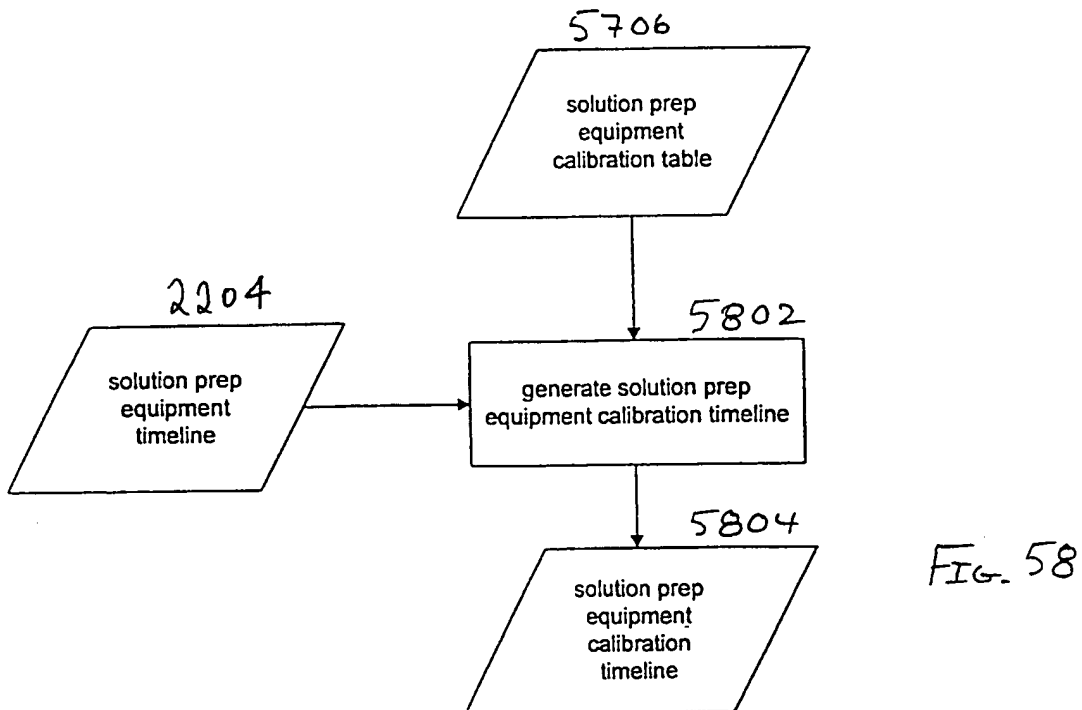 5706
solution prep
equipment
calibration table
2204
solution prep
equipment
timeline
5802
generate solution prep
equipment calibration timeline
5804
solution prep
equipment
calibration
timeline
FIG. 58